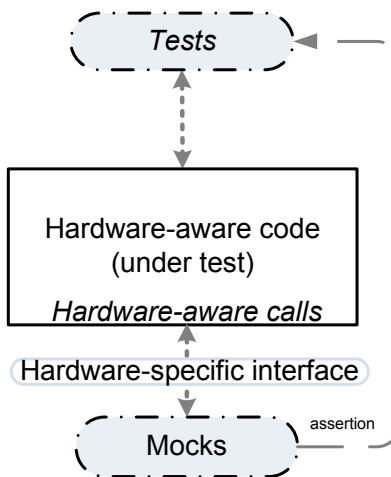 Tests
Hardware-aware code
(under test)
Hardware-aware calls
Hardware-specific interface
assertion
Mocks